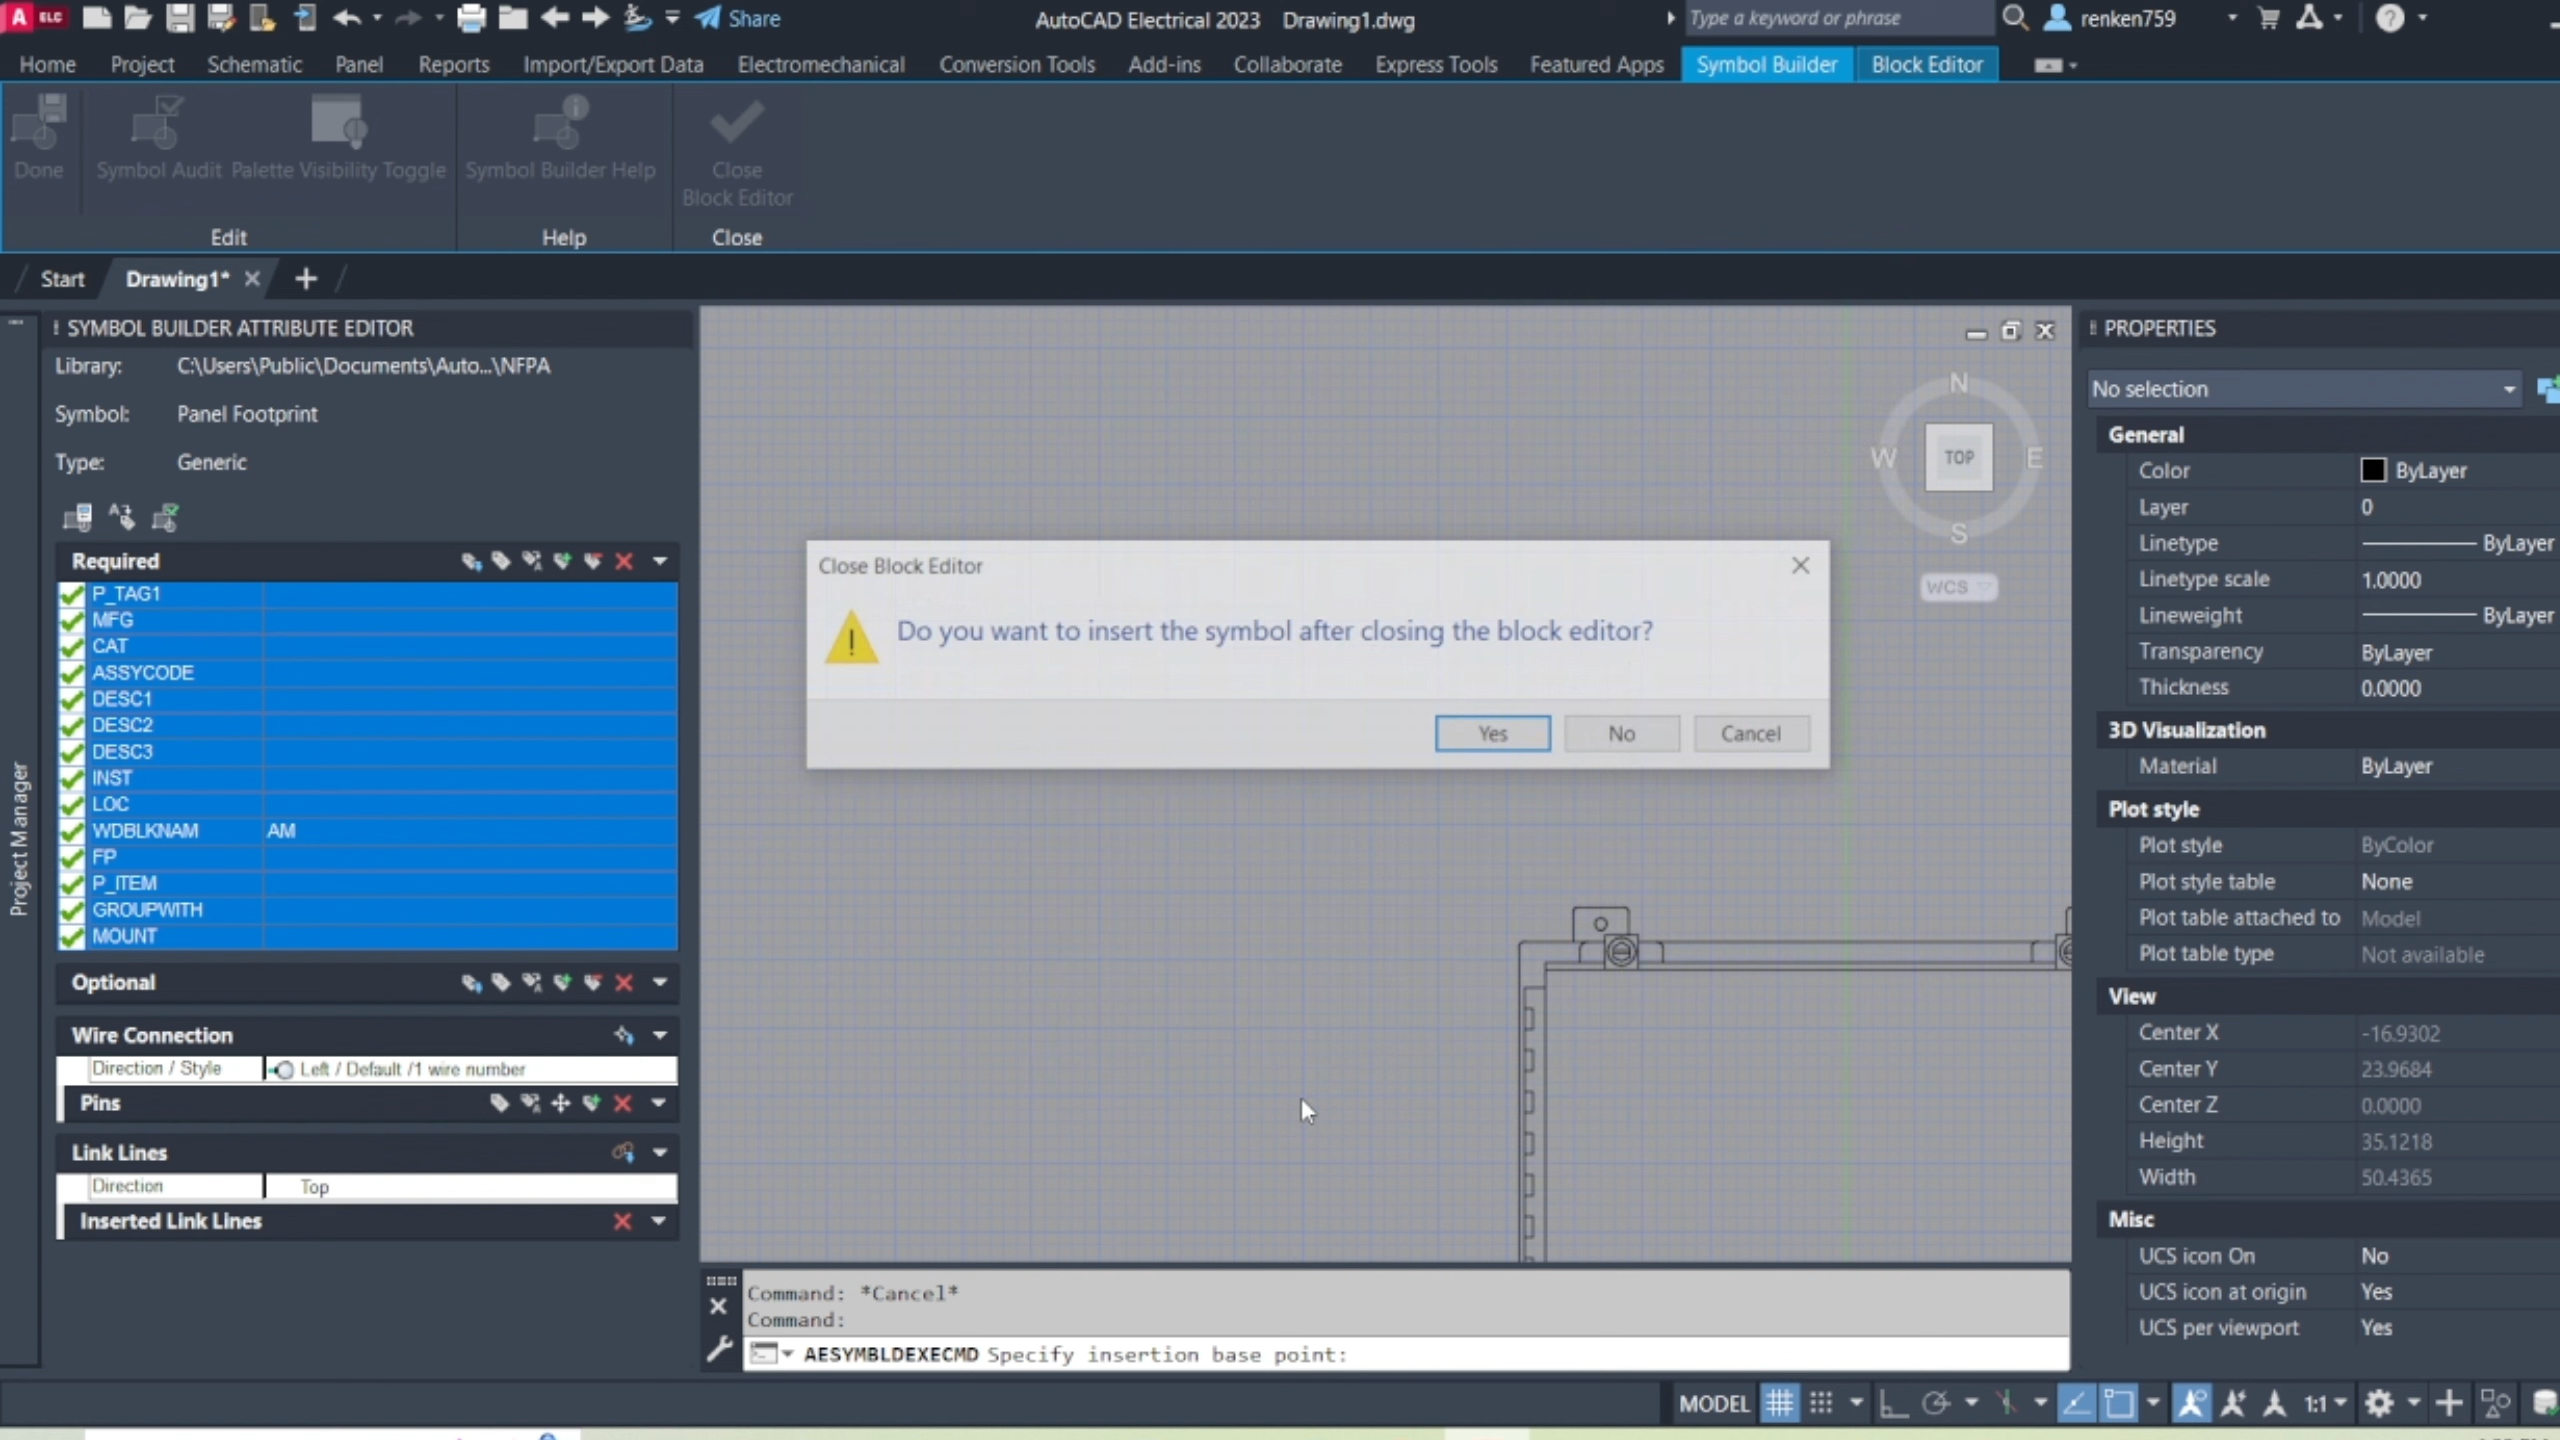 A ELC Share AutoCAD Electrical 2023 Drawing1.dwg Type a keyword or phrase renken759
Home Project Schematic Panel Reports Import/Export Data Electromechanical Conversion Tools Add-ins Collaborate Express Tools Featured Apps Symbol Builder Block Editor
Done Symbol Audit Palette Visibility Toggle Symbol Builder Help Close
Block Editor
Edit Help Close
Start Drawing1*
SYMBOL BUILDER ATTRIBUTE EDITOR
Library: C:\Users\Public\Documents\Auto...\NFPA
Symbol: Panel Footprint
Type: Generic
Required
P_TAG1
MFG
CAT
ASSYCODE
DESC1
DESC2
DESC3
INST
LOC
WDBLKNAM AM
FP
P_ITEM
GROUPWITH
MOUNT
Optional
Wire Connection
Direction / Style Left / Default /1 wire number
Pins
Link Lines
Direction Top
Inserted Link Lines
Project Manager
N
W TOP E
S
WCS
Close Block Editor
Do you want to insert the symbol after closing the block editor?
Yes No Cancel
Command: *Cancel*
Command:
AESYMBLDEXECMD Specify insertion base point:
PROPERTIES
No selection
General
Color ByLayer
Layer 0
Linetype ByLayer
Linetype scale 1.0000
Lineweight ByLayer
Transparency ByLayer
Thickness 0.0000
3D Visualization
Material ByLayer
Plot style
Plot style ByColor
Plot style table None
Plot table attached to Model
Plot table type Not available
View
Center X -16.9302
Center Y 23.9684
Center Z 0.0000
Height 35.1218
Width 50.4365
Misc
UCS icon On No
UCS icon at origin Yes
UCS per viewport Yes
MODEL 1:1